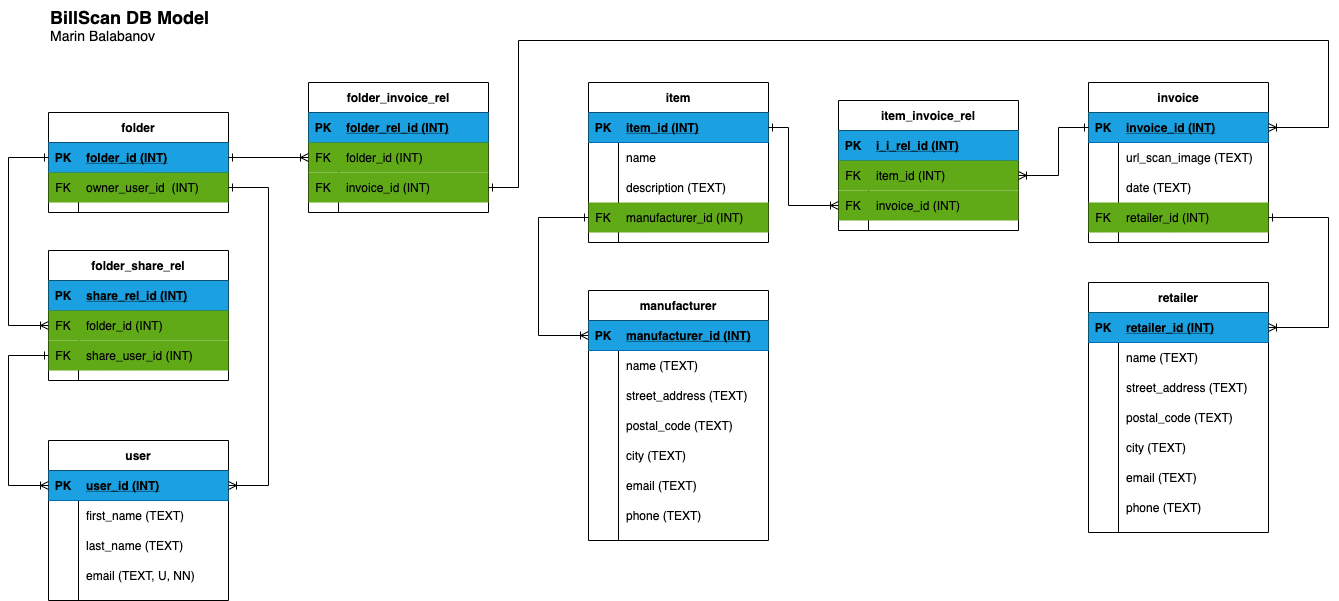 BillScan DB Model
Marin Balabanov
folder
PK folder_id (INT)
FK owner_user_id (INT)
folder_invoice_rel
PK folder_rel_id (INT)
FK folder_id (INT)
FK invoice_id (INT)
item
PK item_id (INT)
name
description (TEXT)
FK manufacturer_id (INT)
item_invoice_rel
PK i_i_rel_id (INT)
FK item_id (INT)
FK invoice_id (INT)
invoice
PK invoice_id (INT)
url_scan_image (TEXT)
date (TEXT)
FK retailer_id (INT)
folder_share_rel
PK share_rel_id (INT)
FK folder_id (INT)
FK share_user_id (INT)
manufacturer
PK manufacturer_id (INT)
name (TEXT)
street_address (TEXT)
postal_code (TEXT)
city (TEXT)
email (TEXT)
phone (TEXT)
retailer
PK retailer_id (INT)
name (TEXT)
street_address (TEXT)
postal_code (TEXT)
city (TEXT)
email (TEXT)
phone (TEXT)
user
PK user_id (INT)
first_name (TEXT)
last_name (TEXT)
email (TEXT, U, NN)